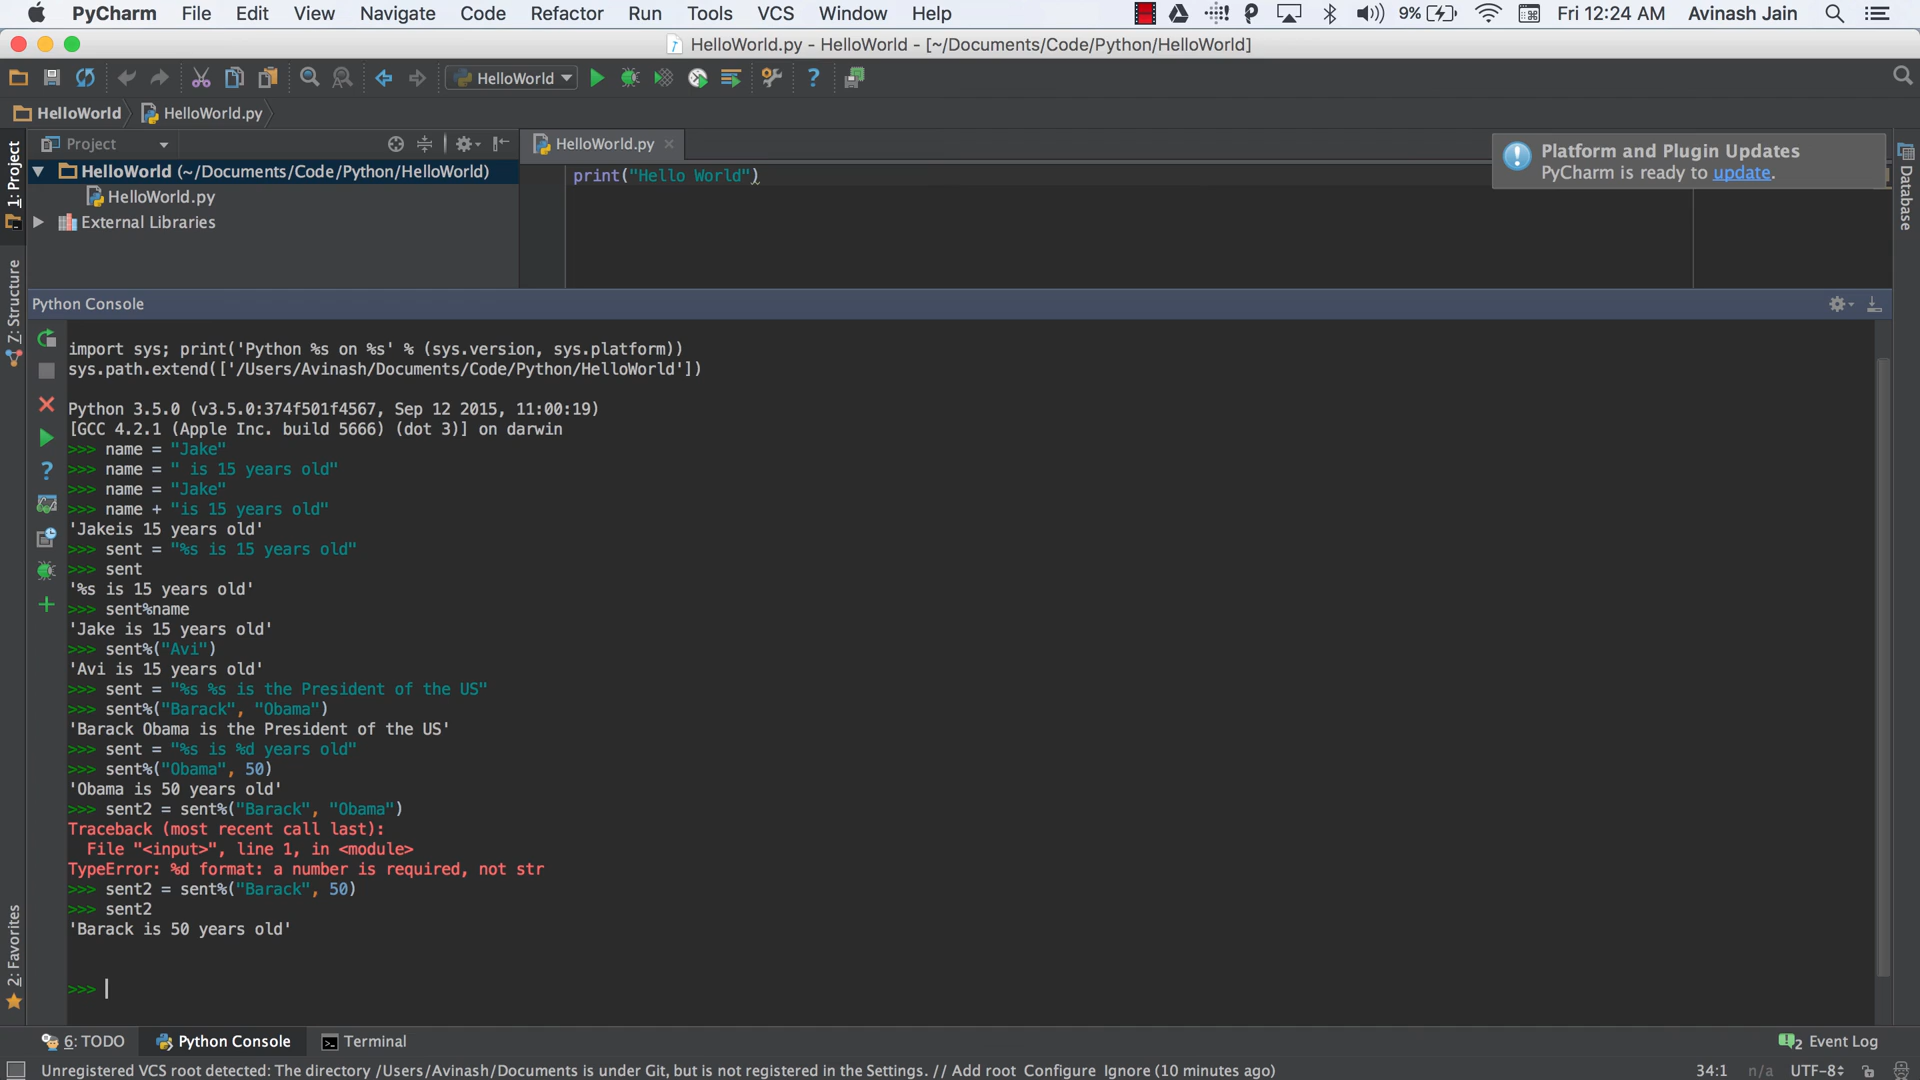 PyCharm File Edit View Navigate Code Refactor Run Tools VCS Window Help 9% Fri 12:24 AM Avinash Jain
HelloWorld.py - HelloWorld - [~/Documents/Code/Python/HelloWorld]
HelloWorld
HelloWorld HelloWorld.py
1: Project
Project
HelloWorld.py
HelloWorld (~/Documents/Code/Python/HelloWorld)
HelloWorld.py
External Libraries
print("Hello World")
Platform and Plugin Updates
PyCharm is ready to update.
Database
Z: Structure
2: Favorites
Python Console
import sys; print('Python %s on %s' % (sys.version, sys.platform))
sys.path.extend(['/Users/Avinash/Documents/Code/Python/HelloWorld'])
Python 3.5.0 (v3.5.0:374f501f4567, Sep 12 2015, 11:00:19)
[GCC 4.2.1 (Apple Inc. build 5666) (dot 3)] on darwin
>>> name = "Jake"
>>> name = " is 15 years old"
>>> name = "Jake"
>>> name + "is 15 years old"
'Jakeis 15 years old'
>>> sent = "%s is 15 years old"
>>> sent
'%s is 15 years old'
>>> sent%name
'Jake is 15 years old'
>>> sent%("Avi")
'Avi is 15 years old'
>>> sent = "%s %s is the President of the US"
>>> sent%("Barack", "Obama")
'Barack Obama is the President of the US'
>>> sent = "%s is %d years old"
>>> sent%("Obama", 50)
'Obama is 50 years old'
>>> sent2 = sent%("Barack", "Obama")
Traceback (most recent call last):
File "<input>", line 1, in <module>
TypeError: %d format: a number is required, not str
>>> sent2 = sent%("Barack", 50)
>>> sent2
'Barack is 50 years old'
>>>
6: TODO Python Console Terminal 2 Event Log
Unregistered VCS root detected: The directory /Users/Avinash/Documents is under Git, but is not registered in the Settings. // Add root Configure Ignore (10 minutes ago) 34:1 n/a UTF-8